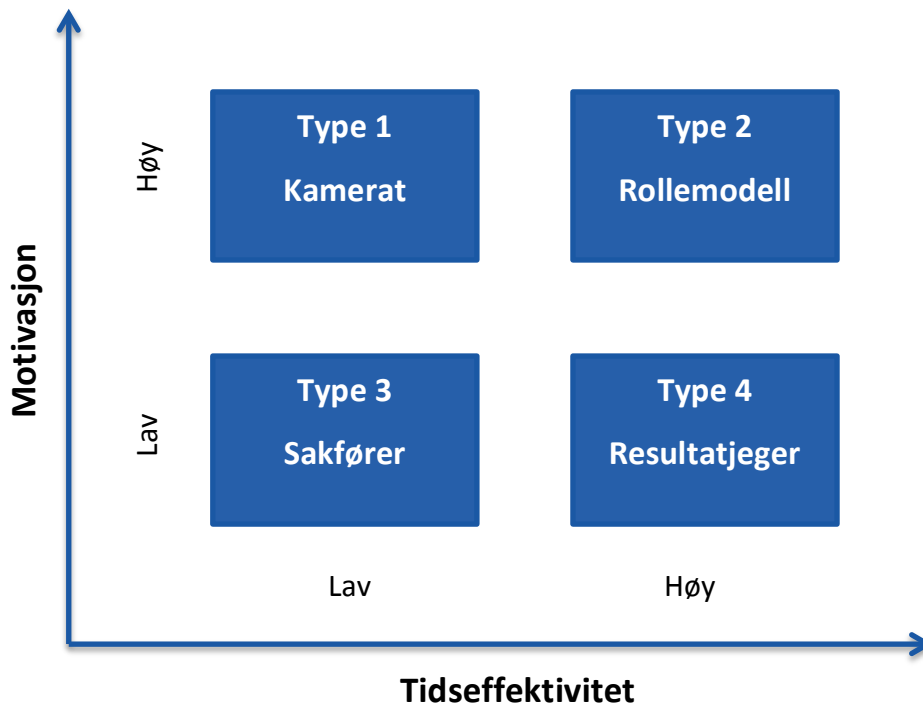 Motivasjon
Høy
Type 1
Kamerat
Type 2
Rollemodell
Lav
Type 3
Sakfører
Type 4
Resultatjeger
Lav
Høy
Tidseffektivitet